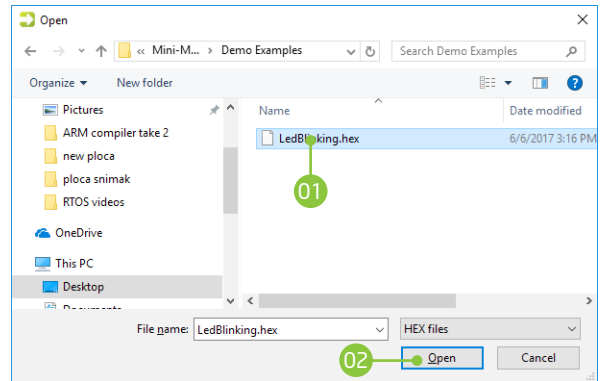 Open
« Mini-M... › Demo Examples
Search Demo Examples
Organize
New folder
Name
Date modified
Pictures
ARM compiler take 2
new ploca
ploca snimak
RTOS videos
OneDrive
This PC
Desktop
Documents
LedBlinking.hex
6/6/2017 3:16 PM
01
File name:
LedBlinking.hex
HEX files
02
Open
Cancel